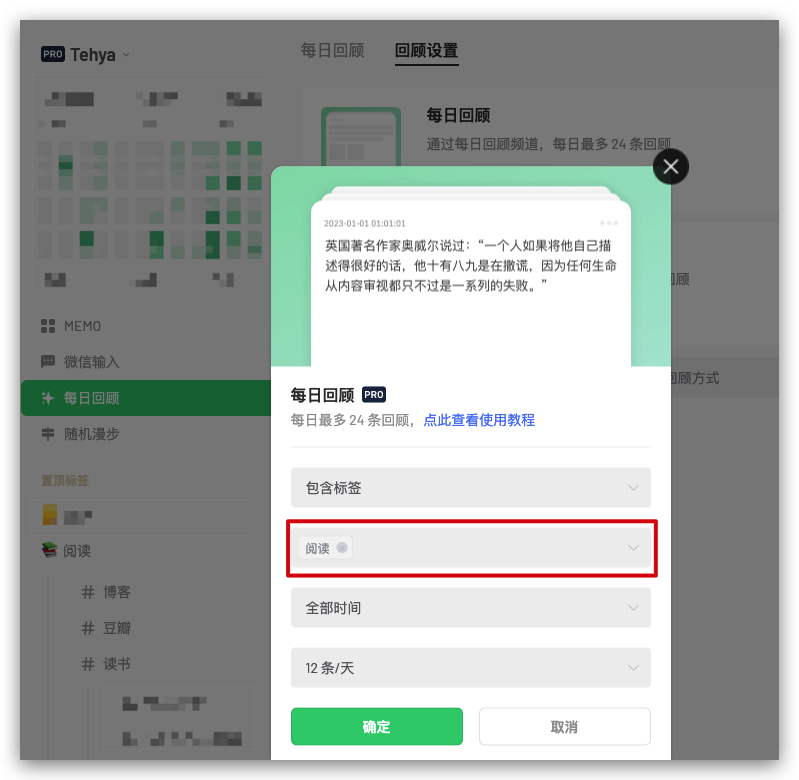 PRO Tehya
每日回顾
回顾设置
每日回顾
通过每日回顾频道，每日最多 24 条回顾
2023-01-01 01:01:01
英国著名作家奥威尔说过：“一个人如果将他自己描
述得很好的话，他十有八九是在撒谎，因为任何生命
从内容审视都只不过是一系列的失败。”
回顾
回顾方式
MEMO
微信输入
每日回顾
随机漫步
置顶标签
阅读
# 博客
# 豆瓣
# 读书
每日回顾 PRO
每日最多 24 条回顾，点此查看使用教程
包含标签
阅读
全部时间
12 条/天
确定
取消